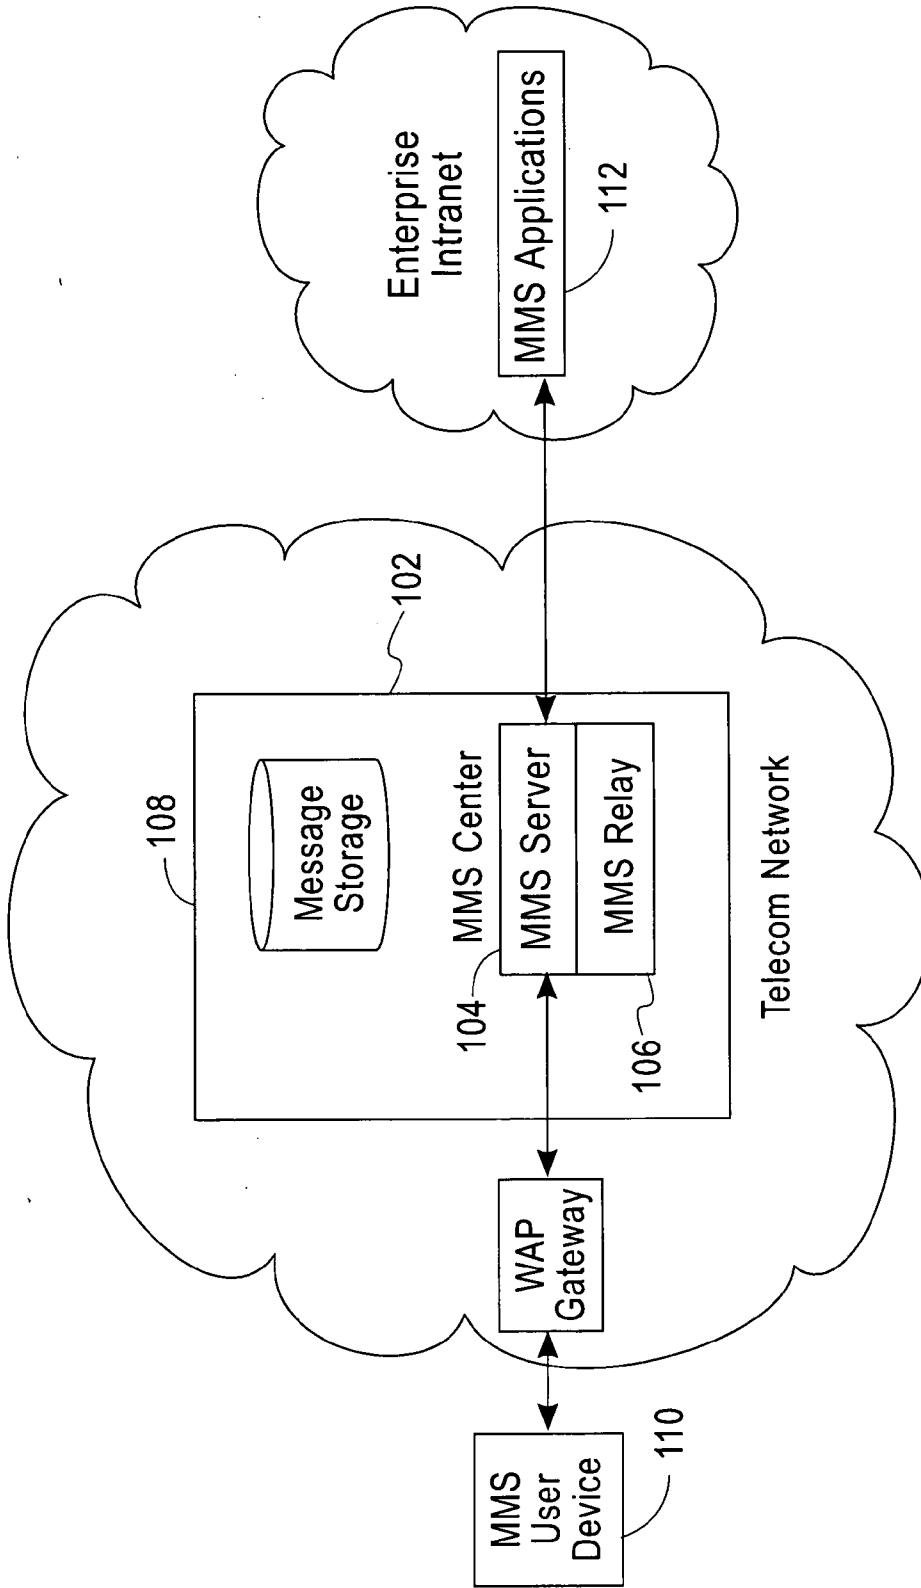 108
102
Message
Storage
MMS Center
104
MMS Server
MMS Relay
106
WAP
Gateway
MMS
User
Device
110
Telecom Network
Enterprise
Intranet
MMS Applications
112